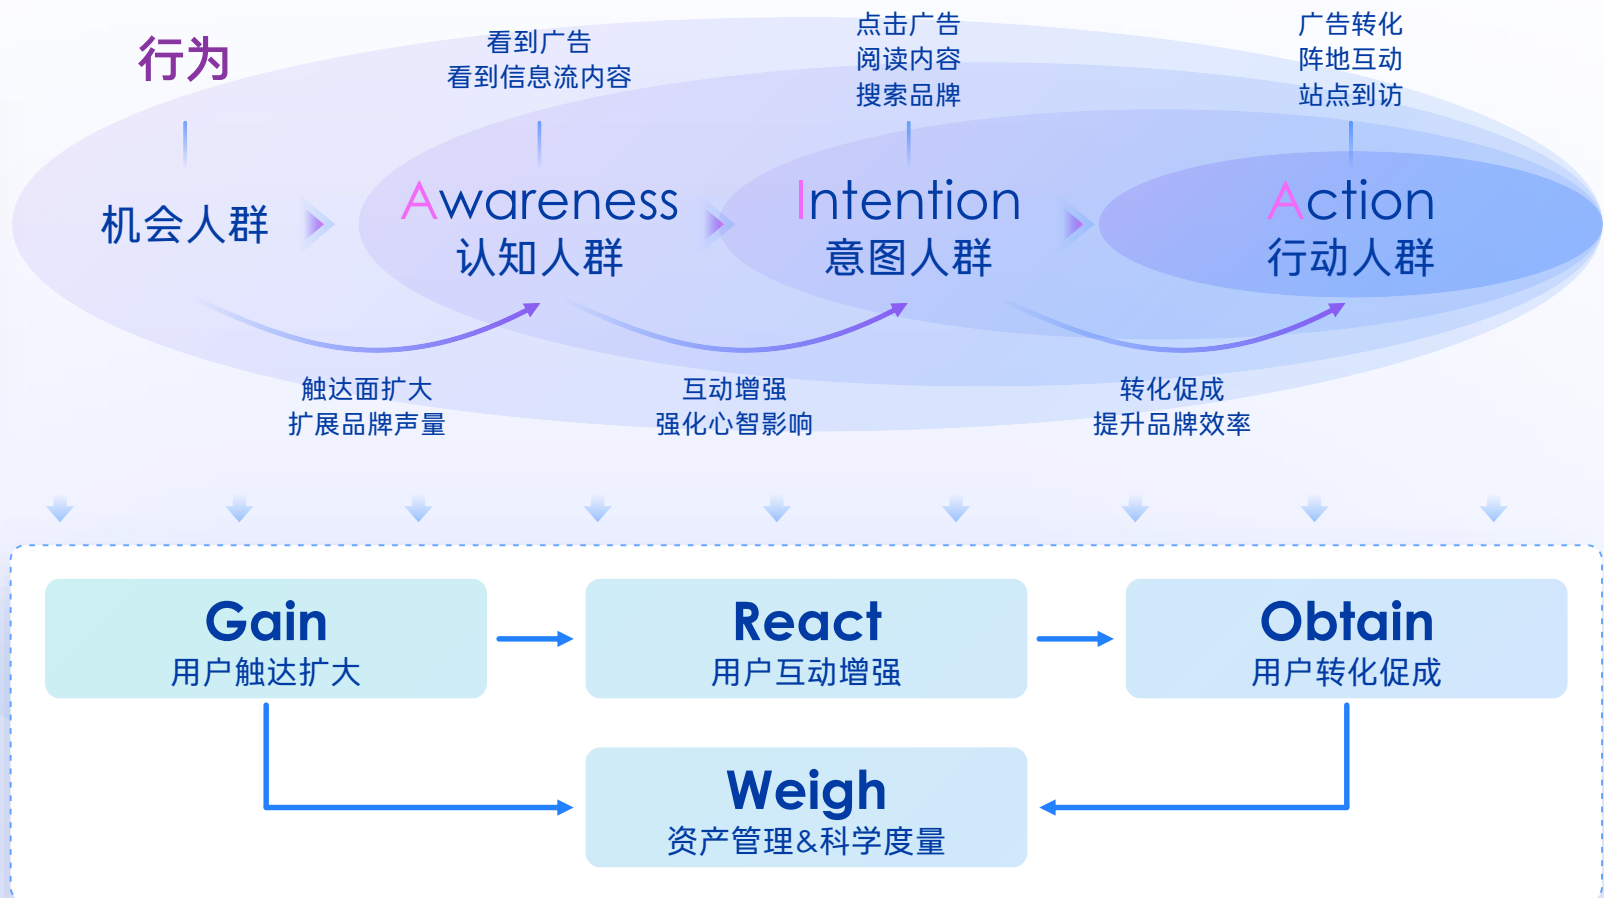 行为
看到广告
看到信息流内容
点击广告
阅读内容
搜索品牌
广告转化
阵地互动
站点到访
机会人群
Awareness
认知人群
Intention
意图人群
Action
行动人群
触达面扩大
扩展品牌声量
互动增强
强化心智影响
转化促成
提升品牌效率
Gain
用户触达扩大
React
用户互动增强
Obtain
用户转化促成
Weigh
资产管理&科学度量